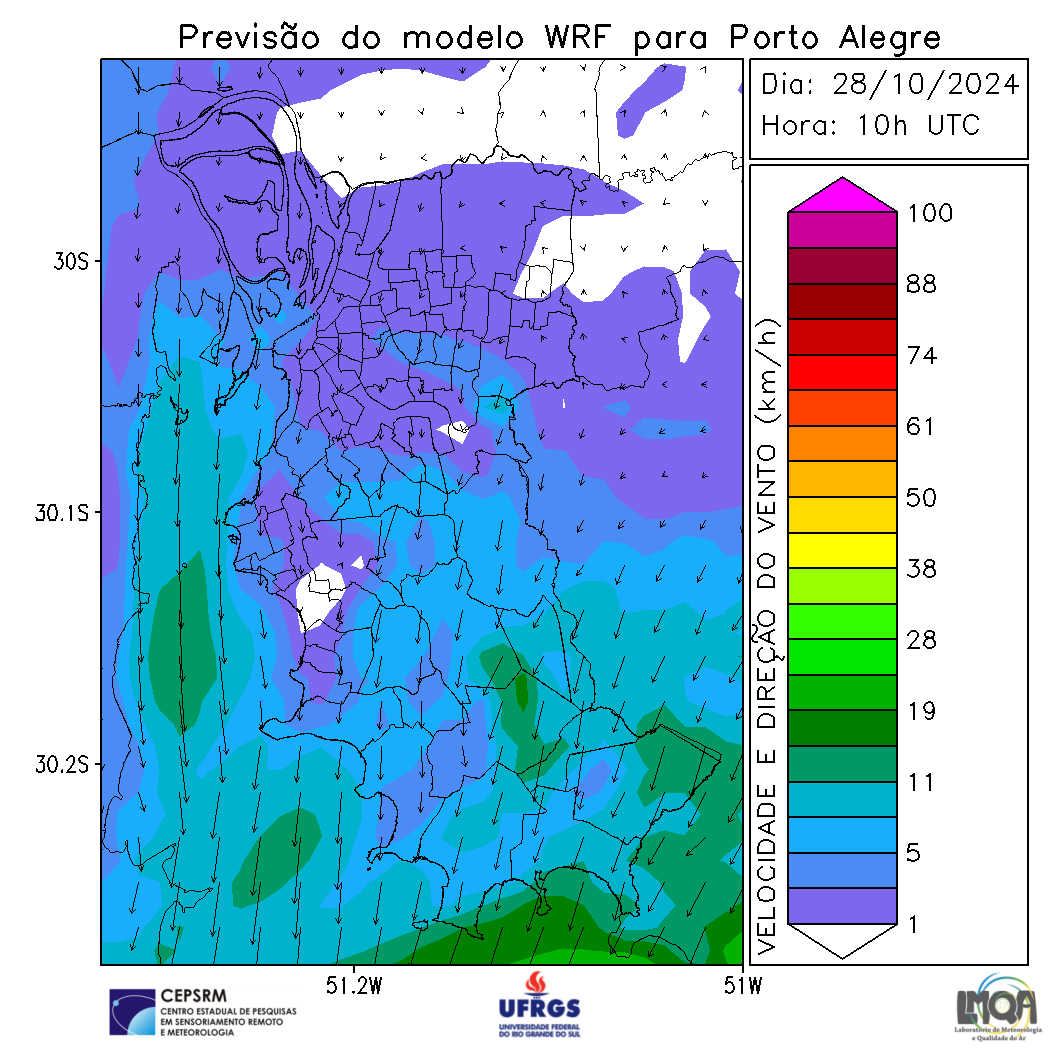 Previsão do modelo WRF para Porto Alegre
Dia: 28/10/2024
Hora: 10h UTC
30S
30.1S
30.2S
51.2W
51W
VELOCIDADE E DIREÇÃO DO VENTO (km/h)
100
88
74
61
50
38
28
19
11
5
1
CEPSRM
CENTRO ESTADUAL DE PESQUISAS
EM SENSORIAMENTO REMOTO
E METEOROLOGIA
UFRGS
UNIVERSIDADE FEDERAL
DO RIO GRANDE DO SUL
LMQA
Laboratório de Meteorologia
e Qualidade do Ar